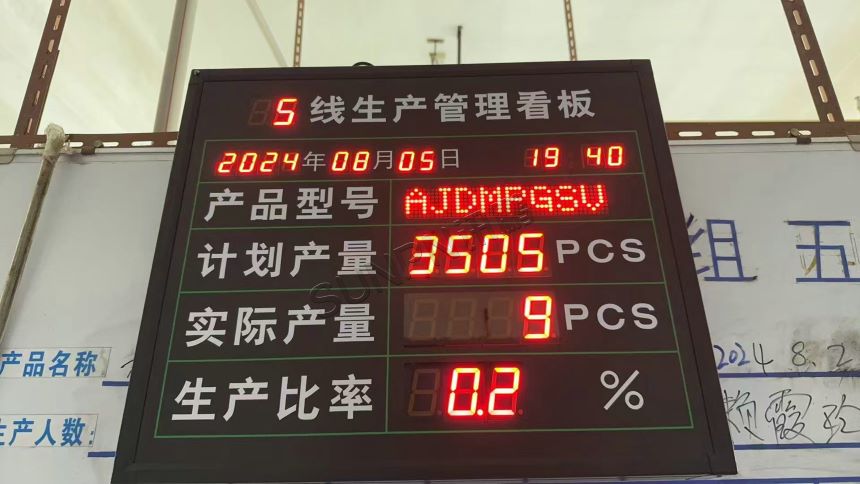 5 线生产管理看板
2024年08月05日 19 40
产品型号 AJDMPGSV
计划产量 3505 PCS
实际产量 9 PCS
生产比率 0.2 %
组 五
产品名称
2024 8.2
生产人数: